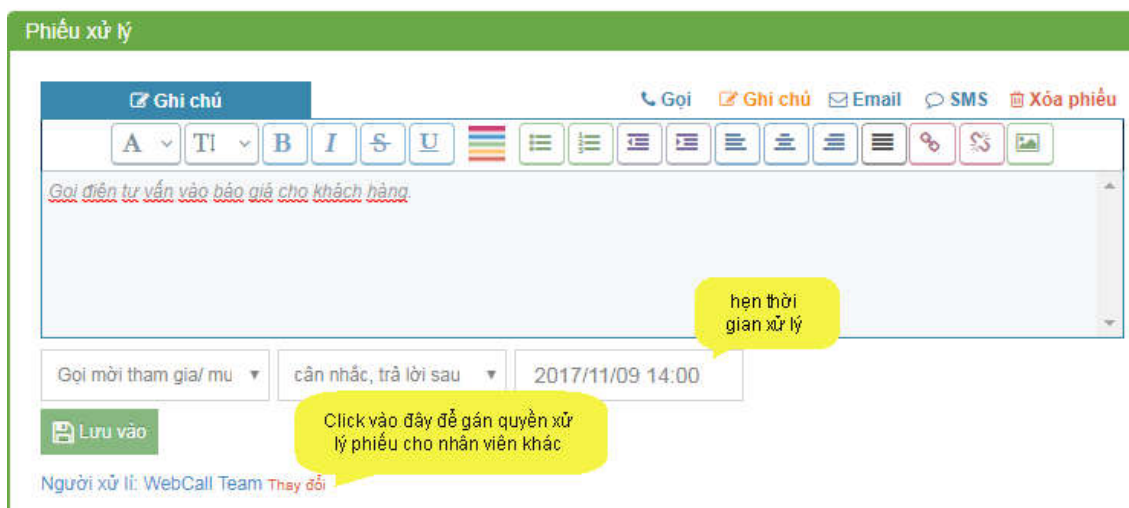 Phiếu xử lý
Ghi chú
Gọi Ghi chú Email SMS Xóa phiếu
A T! B I S U
Gọi điện tư vấn vào báo giá cho khách hàng.
hẹn thời
gian xử lý
Gọi mời tham gia/ mu cân nhắc, trả lời sau 2017/11/09 14:00
Click vào đây để gán quyền xử
lý phiếu cho nhân viên khác
Lưu vào
Người xử lí: WebCall Team Thay đổi